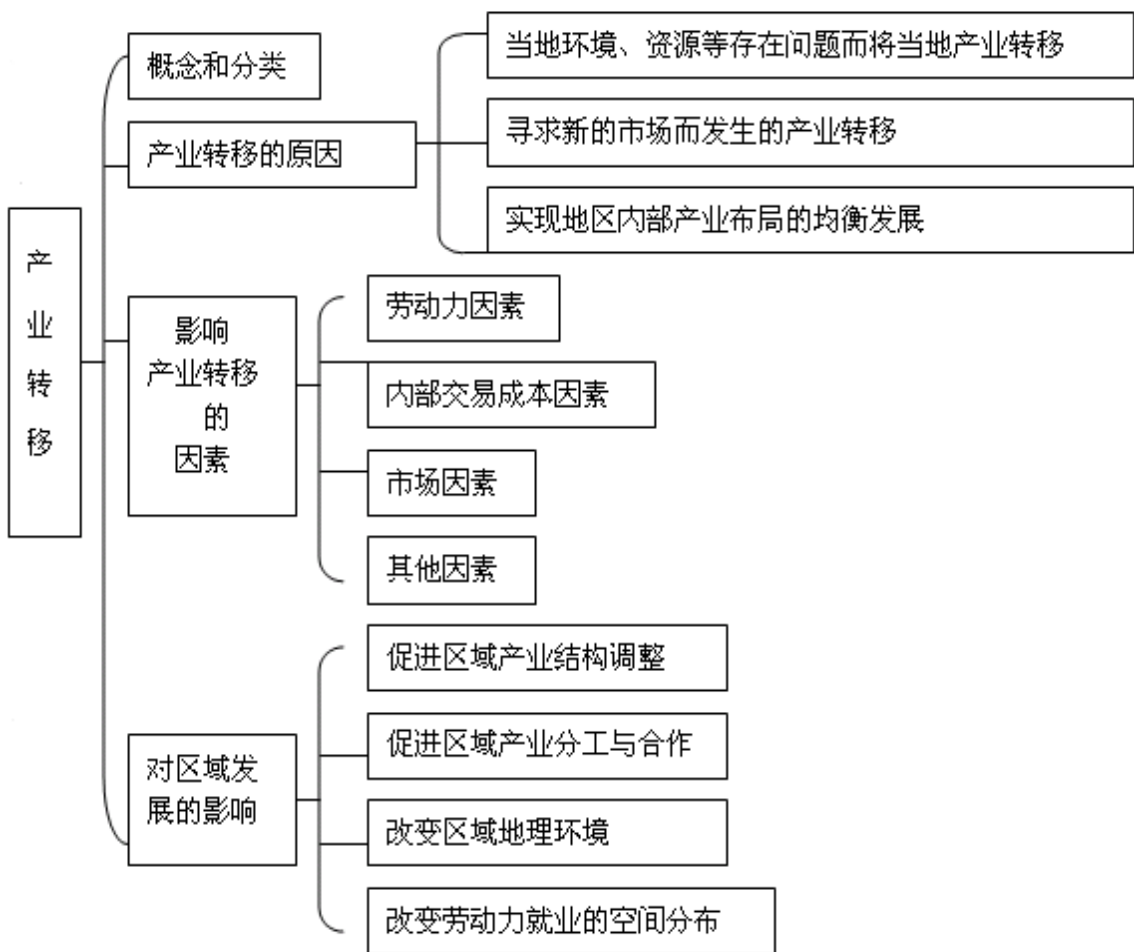 产
业
转
移
概念和分类
产业转移的原因
当地环境、资源等存在问题而将当地产业转移
寻求新的市场而发生的产业转移
实现地区内部产业布局的均衡发展
影响
产业转移
的
因素
劳动力因素
内部交易成本因素
市场因素
其他因素
对区域发
展的影响
促进区域产业结构调整
促进区域产业分工与合作
改变区域地理环境
改变劳动力就业的空间分布